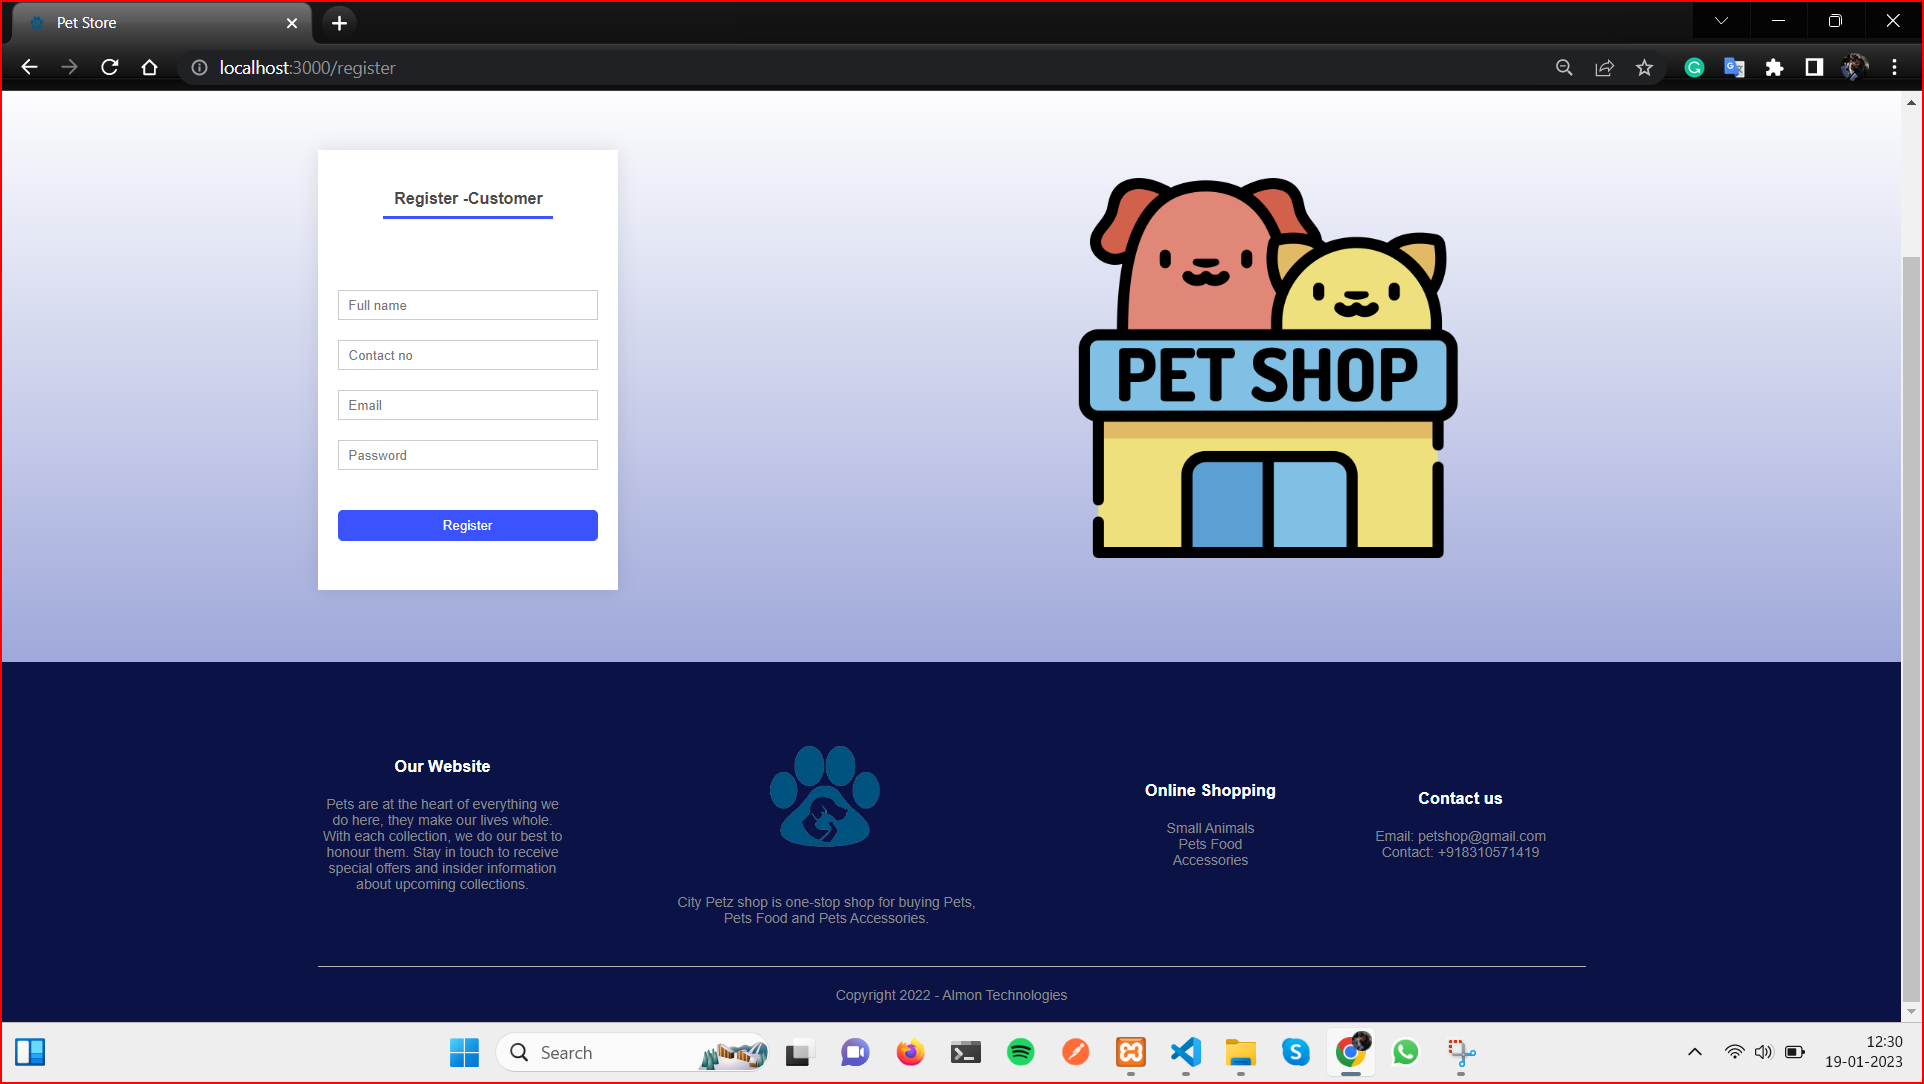 Pet Store
localhost:3000/register
Register -Customer
Full name
Contact no
Email
Password
Register
PET SHOP
Our Website
Pets are at the heart of everything we
do here, they make our lives whole.
With each collection, we do our best to
honour them. Stay in touch to receive
special offers and insider information
about upcoming collections.
City Petz shop is one-stop shop for buying Pets,
Pets Food and Pets Accessories.
Online Shopping
Small Animals
Pets Food
Accessories
Contact us
Email: petshop@gmail.com
Contact: +918310571419
Copyright 2022 - Almon Technologies
Search
12:30
19-01-2023